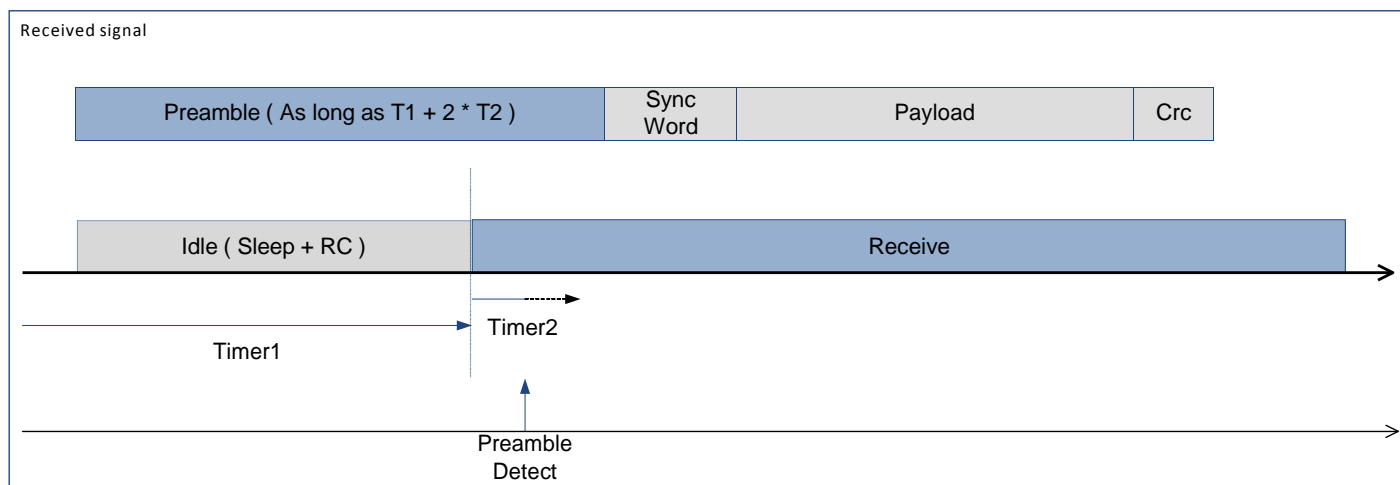 Received signal
Preamble ( As long as T1 + 2 * T2 )
Sync
Word
Payload
Crc
Idle ( Sleep + RC )
Receive
Timer2
Timer1
Preamble
Detect